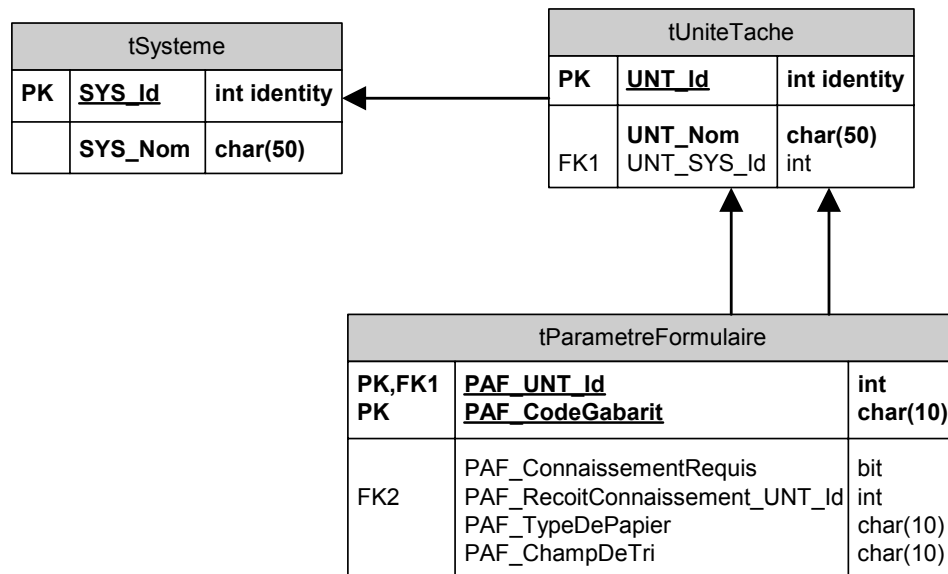 tSysteme
PK SYS_Id int identity
SYS_Nom char(50)
tUniteTache
PK UNT_Id int identity
UNT_Nom char(50)
FK1 UNT_SYS_Id int
tParametreFormulaire
PK,FK1 PAF_UNT_Id int
PK PAF_CodeGabarit char(10)
PAF_ConnaissementRequis bit
FK2 PAF_RecoitConnaissement_UNT_Id int
PAF_TypeDePapier char(10)
PAF_ChampDeTri char(10)